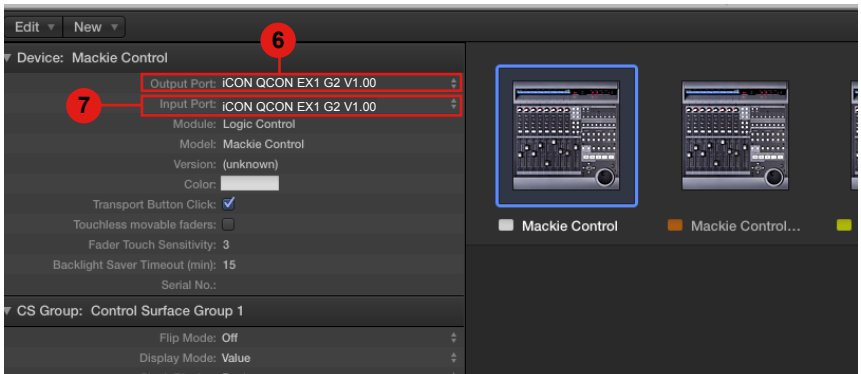 Edit New
6
Device: Mackie Control
Output Port: iCON QCON EX1 G2 V1.00
7
Input Port: iCON QCON EX1 G2 V1.00
Module: Logic Control
Model: Mackie Control
Version: (unknown)
Color:
Transport Button Click:
Touchless movable faders:
Fader Touch Sensitivity: 3
Backlight Saver Timeout (min): 15
Serial No.:
CS Group: Control Surface Group 1
Flip Mode: Off
Display Mode: Value
Mackie Control
Mackie Control...